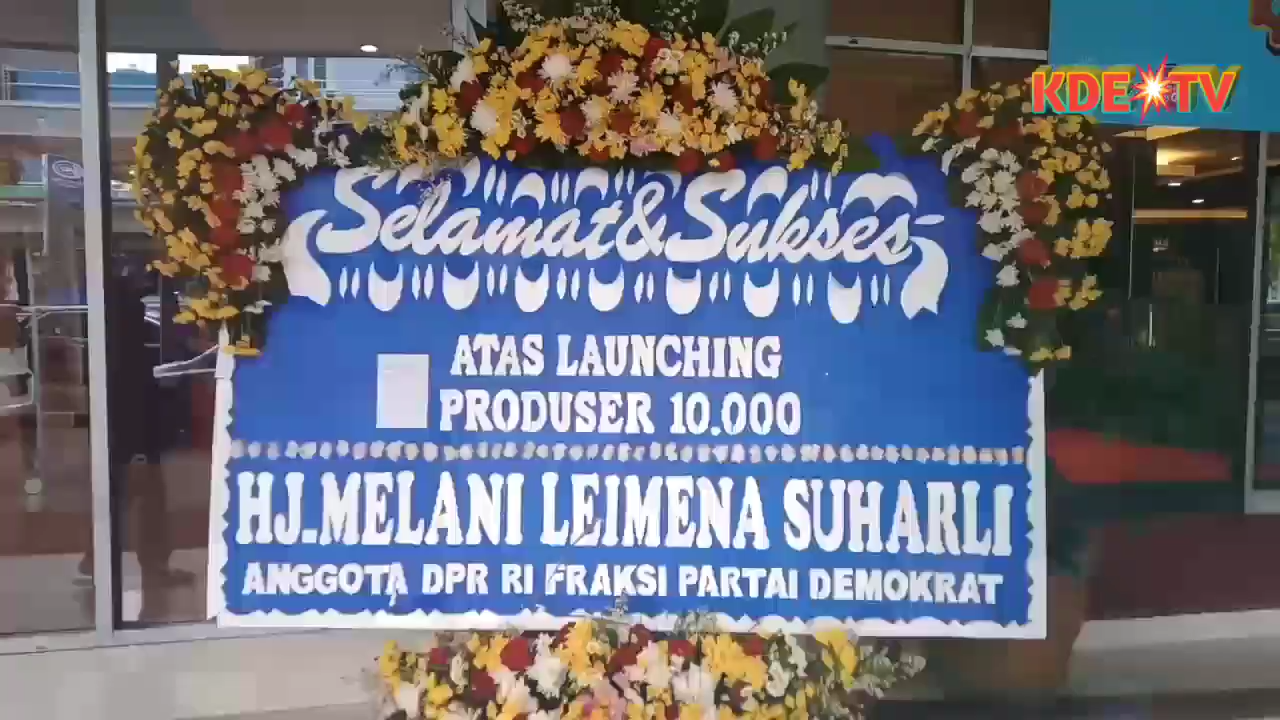 KDE TV
Selamat & Sukses
ATAS LAUNCHING
PRODUSER 10.000
HJ.MELANI LEIMENA SUHARLI
ANGGOTA DPR RI FRAKSI PARTAI DEMOKRAT